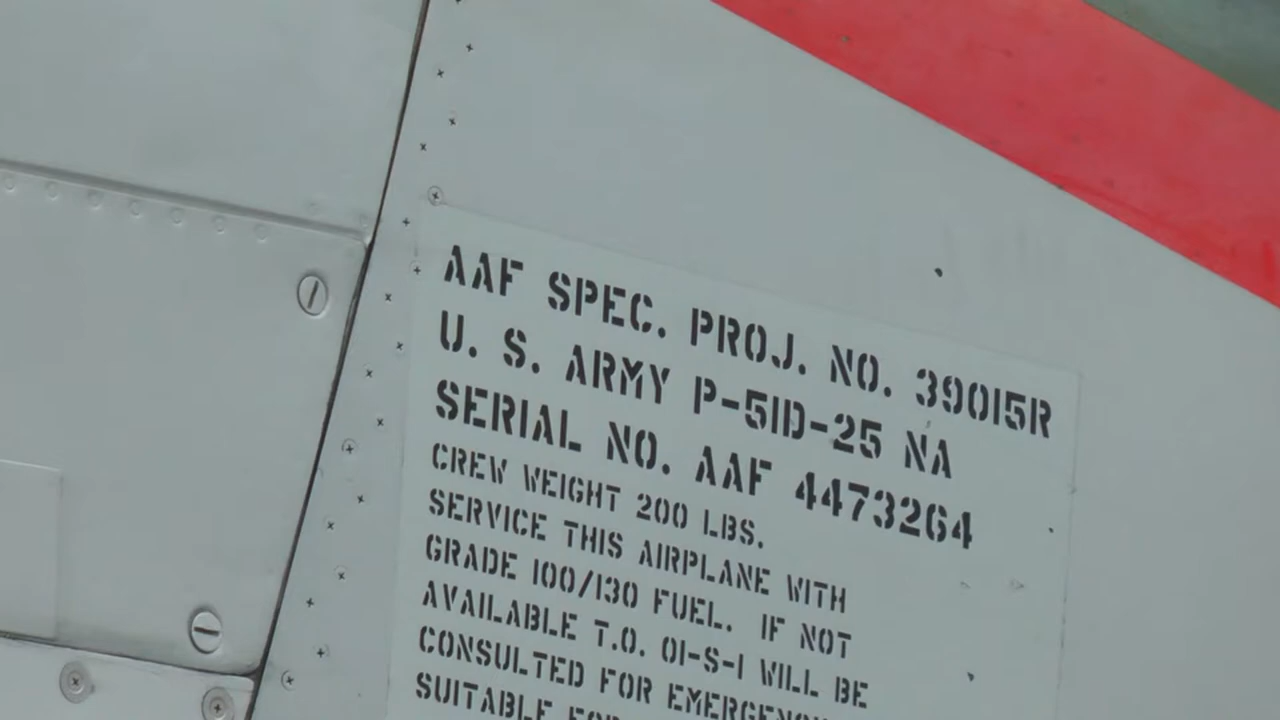 AAF SPEC. PROJ. NO. 39015R
U. S. ARMY P-51D-25 NA
SERIAL NO. AAF 4473264
CREW WEIGHT 200 LBS.
SERVICE THIS AIRPLANE WITH
GRADE 100/130 FUEL. IF NOT
AVAILABLE T.O. 01-S-1 WILL BE
CONSULTED FOR
SUITABLE